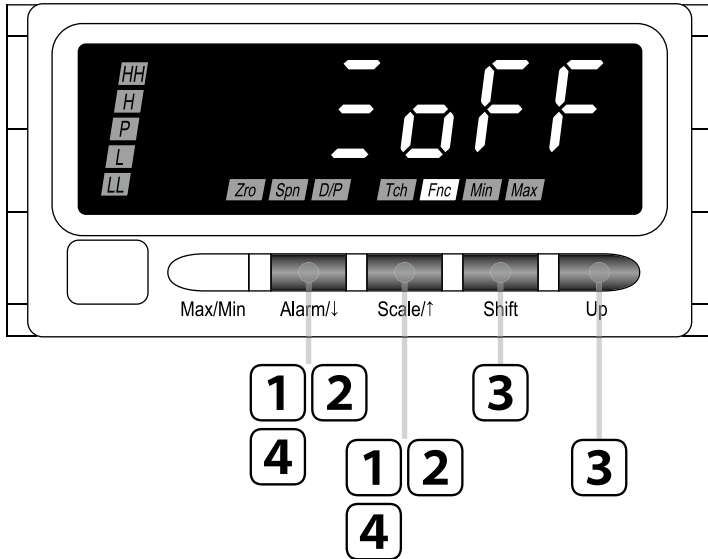 HH
H
P
L
LL
oFF
Zro Spn D/P Tch Fnc Min Max
Max/Min Alarm/↓ Scale/↑ Shift Up
1 2 3
4 1 2 3
4